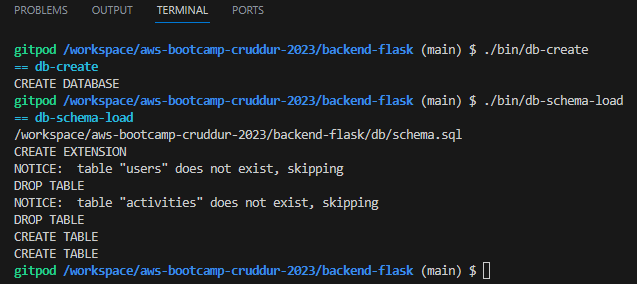 PROBLEMS OUTPUT TERMINAL PORTS
gitpod /workspace/aws-bootcamp-cruddur-2023/backend-flask (main) $ ./bin/db-create
== db-create
CREATE DATABASE
gitpod /workspace/aws-bootcamp-cruddur-2023/backend-flask (main) $ ./bin/db-schema-load
== db-schema-load
/workspace/aws-bootcamp-cruddur-2023/backend-flask/db/schema.sql
CREATE EXTENSION
NOTICE:  table "users" does not exist, skipping
DROP TABLE
NOTICE:  table "activities" does not exist, skipping
DROP TABLE
CREATE TABLE
CREATE TABLE
gitpod /workspace/aws-bootcamp-cruddur-2023/backend-flask (main) $